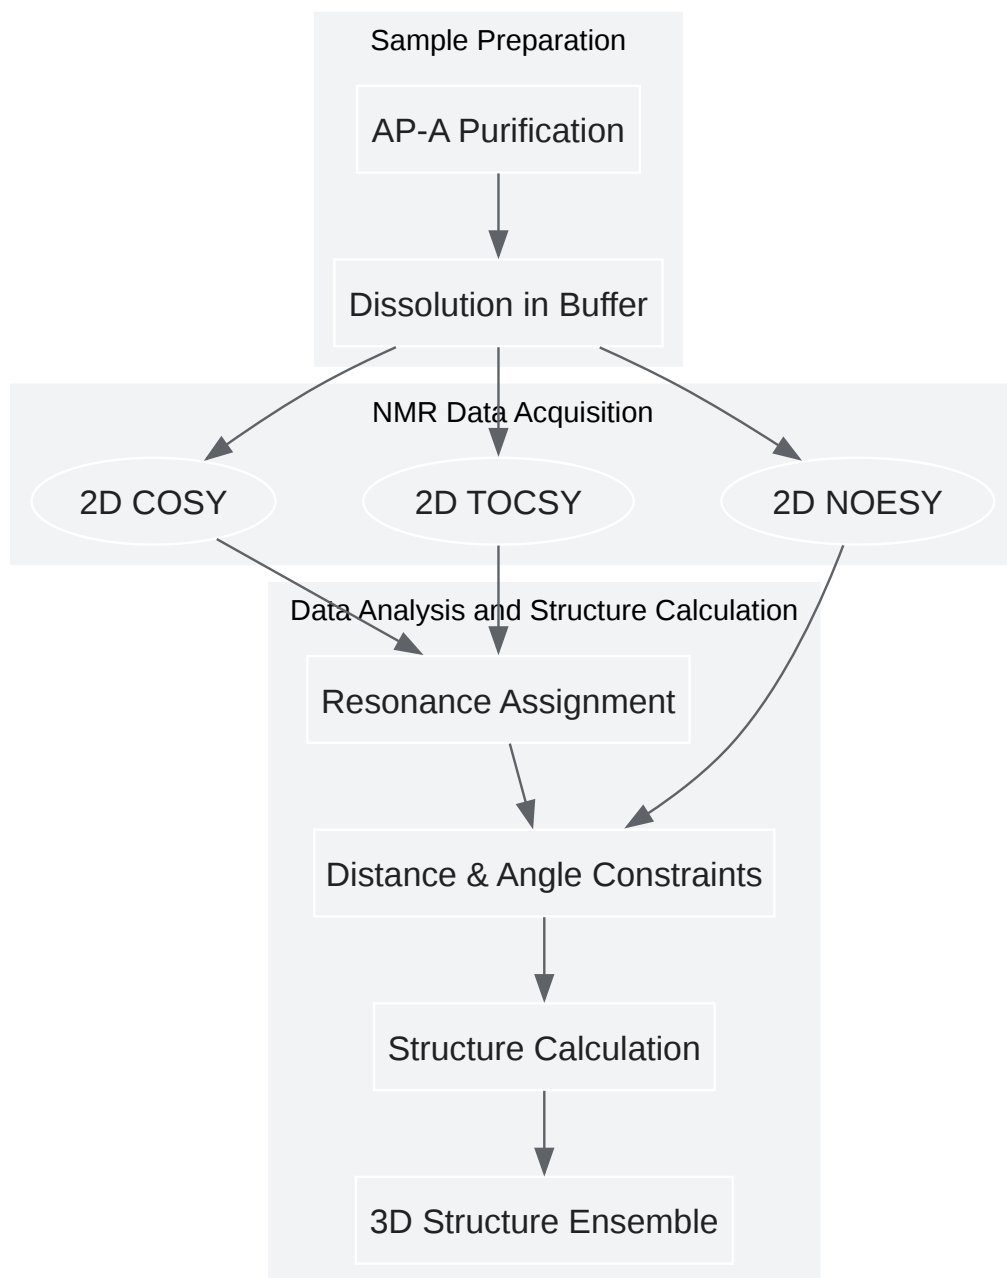 Sample Preparation
AP-A Purification
Dissolution in Buffer
NMR Data Acquisition
2D COSY
2D TOCSY
2D NOESY
Data Analysis and Structure Calculation
Resonance Assignment
Distance & Angle Constraints
Structure Calculation
3D Structure Ensemble